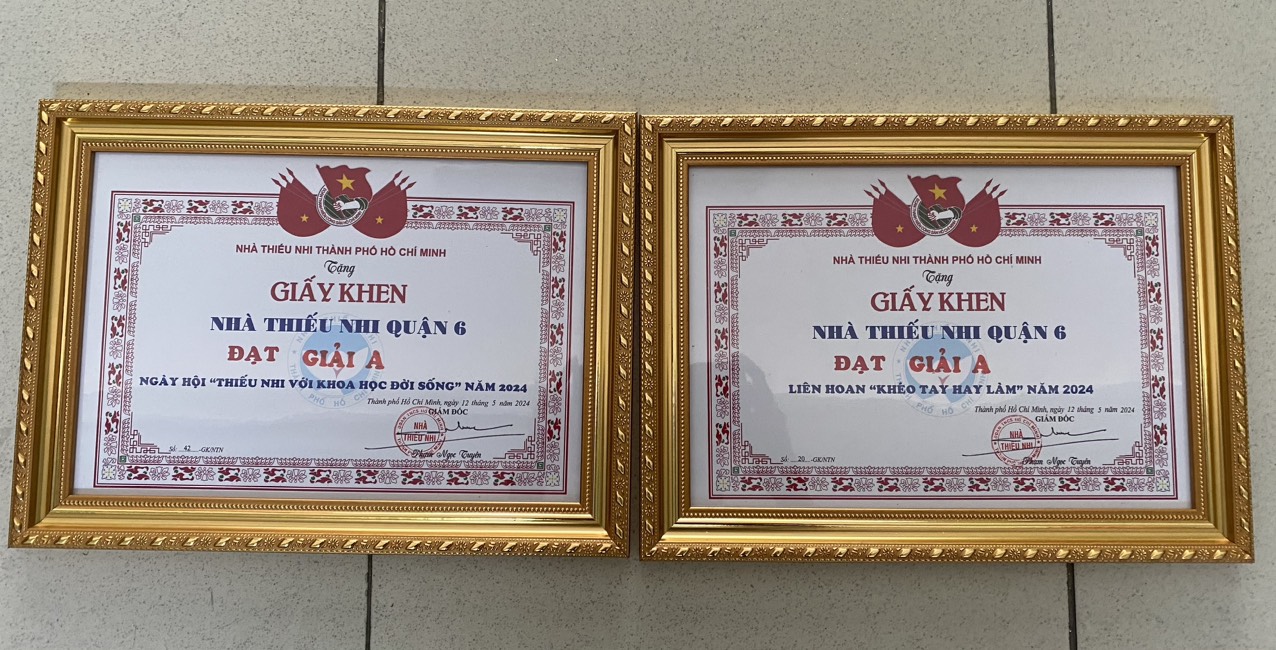 NHÀ THIẾU NHI THÀNH PHỐ HỒ CHÍ MINH
Tặng
GIẤY KHEN
NHÀ THIẾU NHI QUẬN 6
ĐẠT GIẢI A
NGÀY HỘI “THIẾU NHI VỚI KHOA HỌC ĐỜI SỐNG” NĂM 2024
Thành phố Hồ Chí Minh, ngày 12 tháng 5 năm 2024
GIÁM ĐỐC
NHÀ
THIẾU NHI
Số: 42 -GK/NTN
Phạm Ngọc Tuyền
NHÀ THIẾU NHI THÀNH PHỐ HỒ CHÍ MINH
Tặng
GIẤY KHEN
NHÀ THIẾU NHI QUẬN 6
ĐẠT GIẢI A
LIÊN HOAN “KHÉO TAY HAY LÀM” NĂM 2024
Thành phố Hồ Chí Minh, ngày 12 tháng 5 năm 2024
GIÁM ĐỐC
NHÀ
THIẾU NHI
Số: 20 -GK/NTN
Phạm Ngọc Tuyền